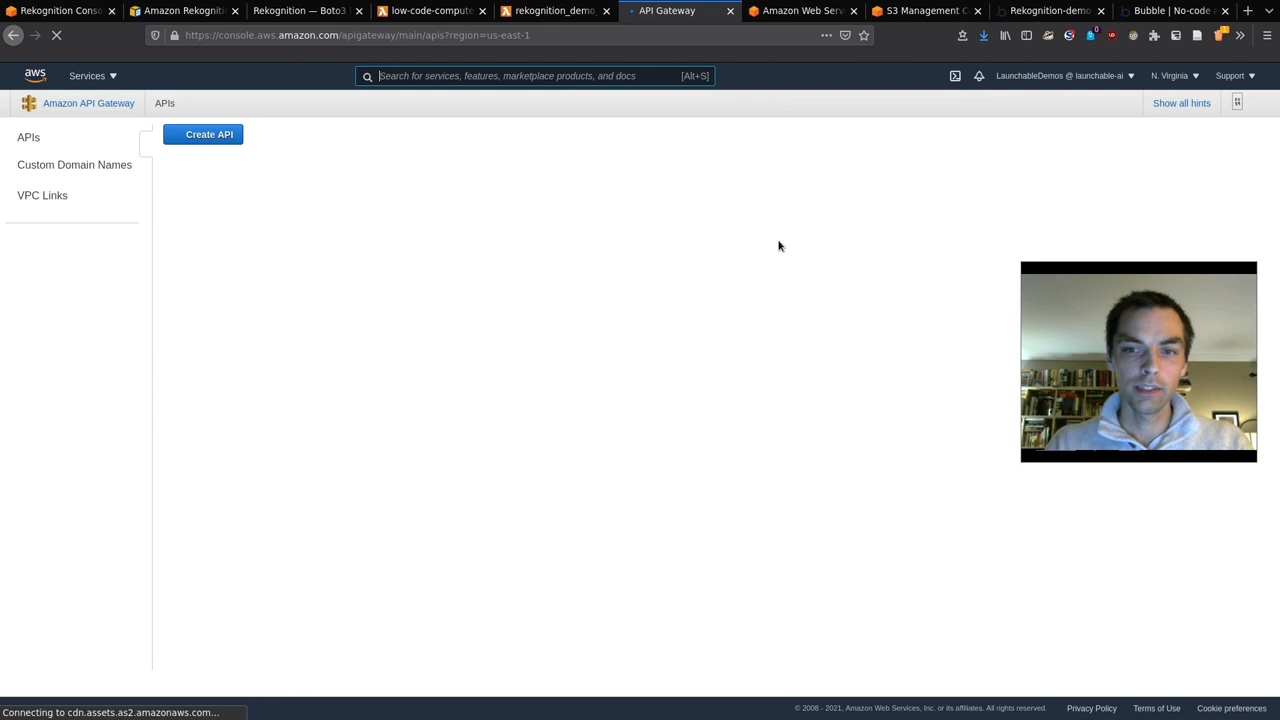 Rekognition Conso
Amazon Rekogniti
Rekognition — Boto3
low-code-compute
rekognition_demo_
API Gateway
Amazon Web Serv
S3 Management C
Rekognition-demo
Bubble | No-code
https://console.aws.amazon.com/apigateway/main/apis?region=us-east-1
aws
Services
Search for services, features, marketplace products, and docs
[Alt+S]
LaunchableDemos @ launchable-ai
N. Virginia
Support
Amazon API Gateway
APIs
Show all hints
APIs
Create API
Custom Domain Names
VPC Links
Connecting to cdn.assets.as2.amazonaws.com…
© 2008 - 2021, Amazon Web Services, Inc. or its affiliates. All rights reserved.
Privacy Policy
Terms of Use
Cookie preferences